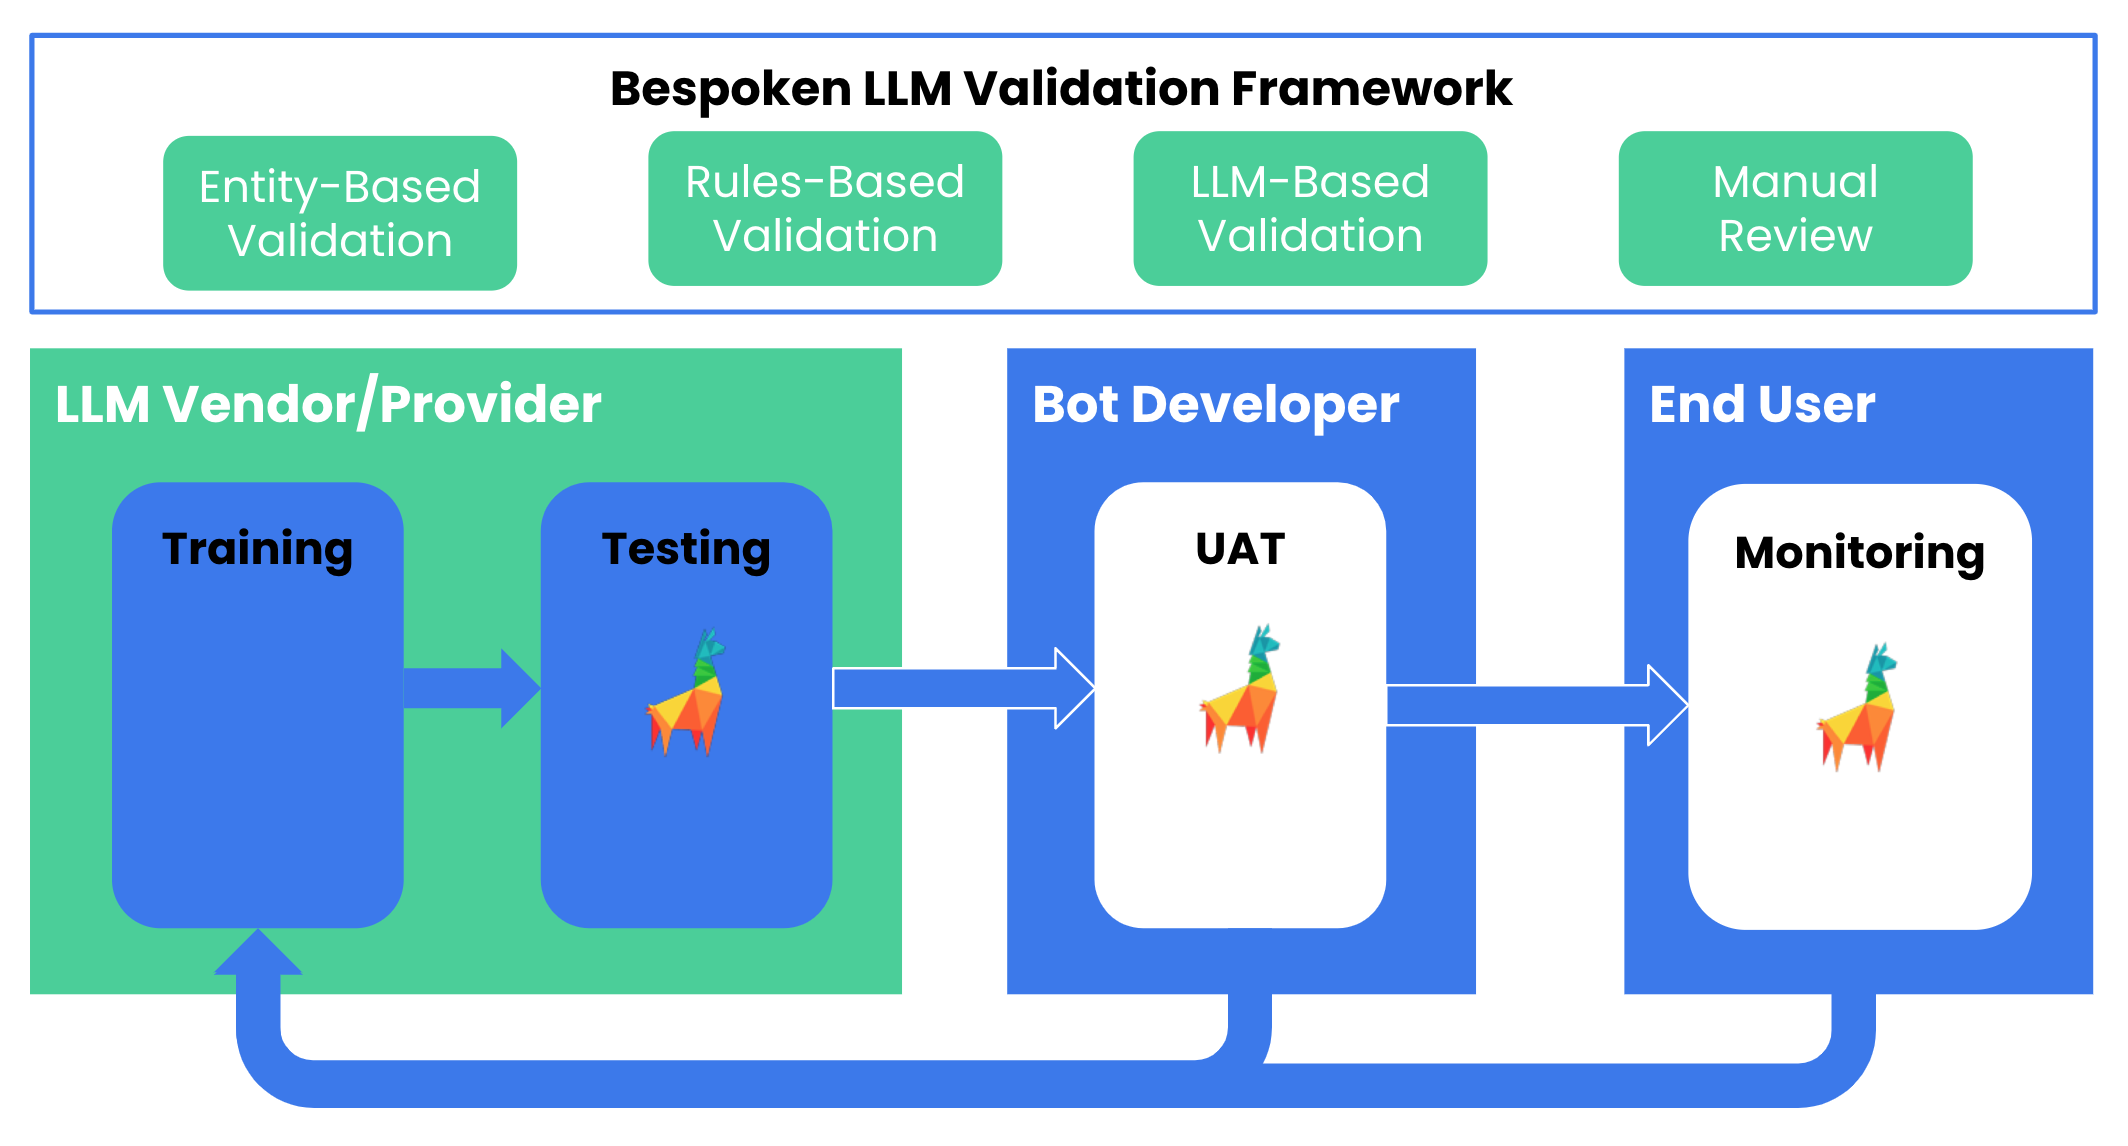 Bespoken LLM Validation Framework
Entity-Based
Validation
Rules-Based
Validation
LLM-Based
Validation
Manual
Review
LLM Vendor/Provider
Training
Testing
Bot Developer
UAT
End User
Monitoring